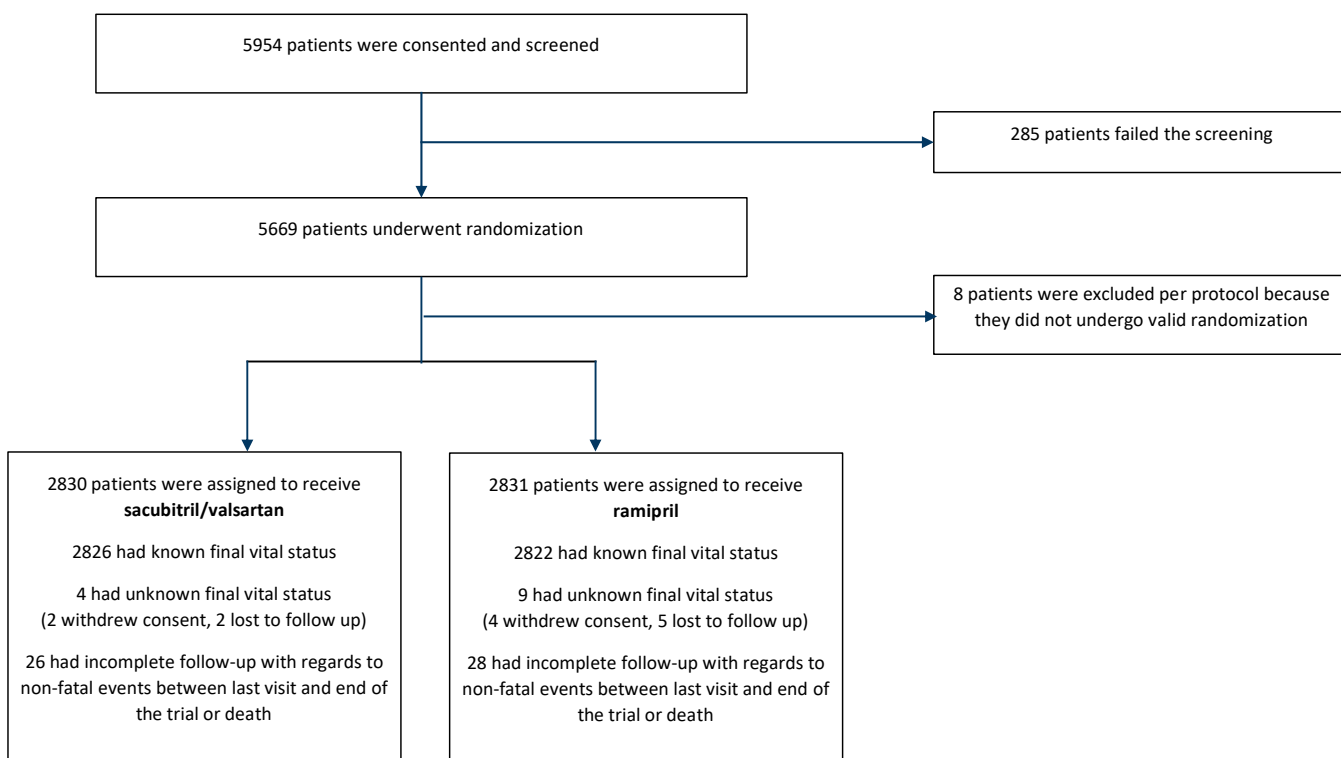 5954 patients were consented and screened
285 patients failed the screening
5669 patients underwent randomization
8 patients were excluded per protocol because
they did not undergo valid randomization
2830 patients were assigned to receive
sacubitril/valsartan
2826 had known final vital status
4 had unknown final vital status
(2 withdrew consent, 2 lost to follow up)
26 had incomplete follow-up with regards to
non-fatal events between last visit and end of
the trial or death
2831 patients were assigned to receive
ramipril
2822 had known final vital status
9 had unknown final vital status
(4 withdrew consent, 5 lost to follow up)
28 had incomplete follow-up with regards to
non-fatal events between last visit and end of
the trial or death